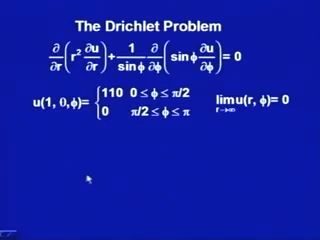 The Drichlet Problem
∂/∂r (r² ∂u/∂r) + 1/sinϕ ∂/∂ϕ (sinϕ ∂u/∂ϕ) = 0
u(1, θ,ϕ)= { 110 0 ≤ ϕ ≤ π/2
0 π/2 ≤ ϕ ≤ π
lim u(r, ϕ)= 0
r→∞